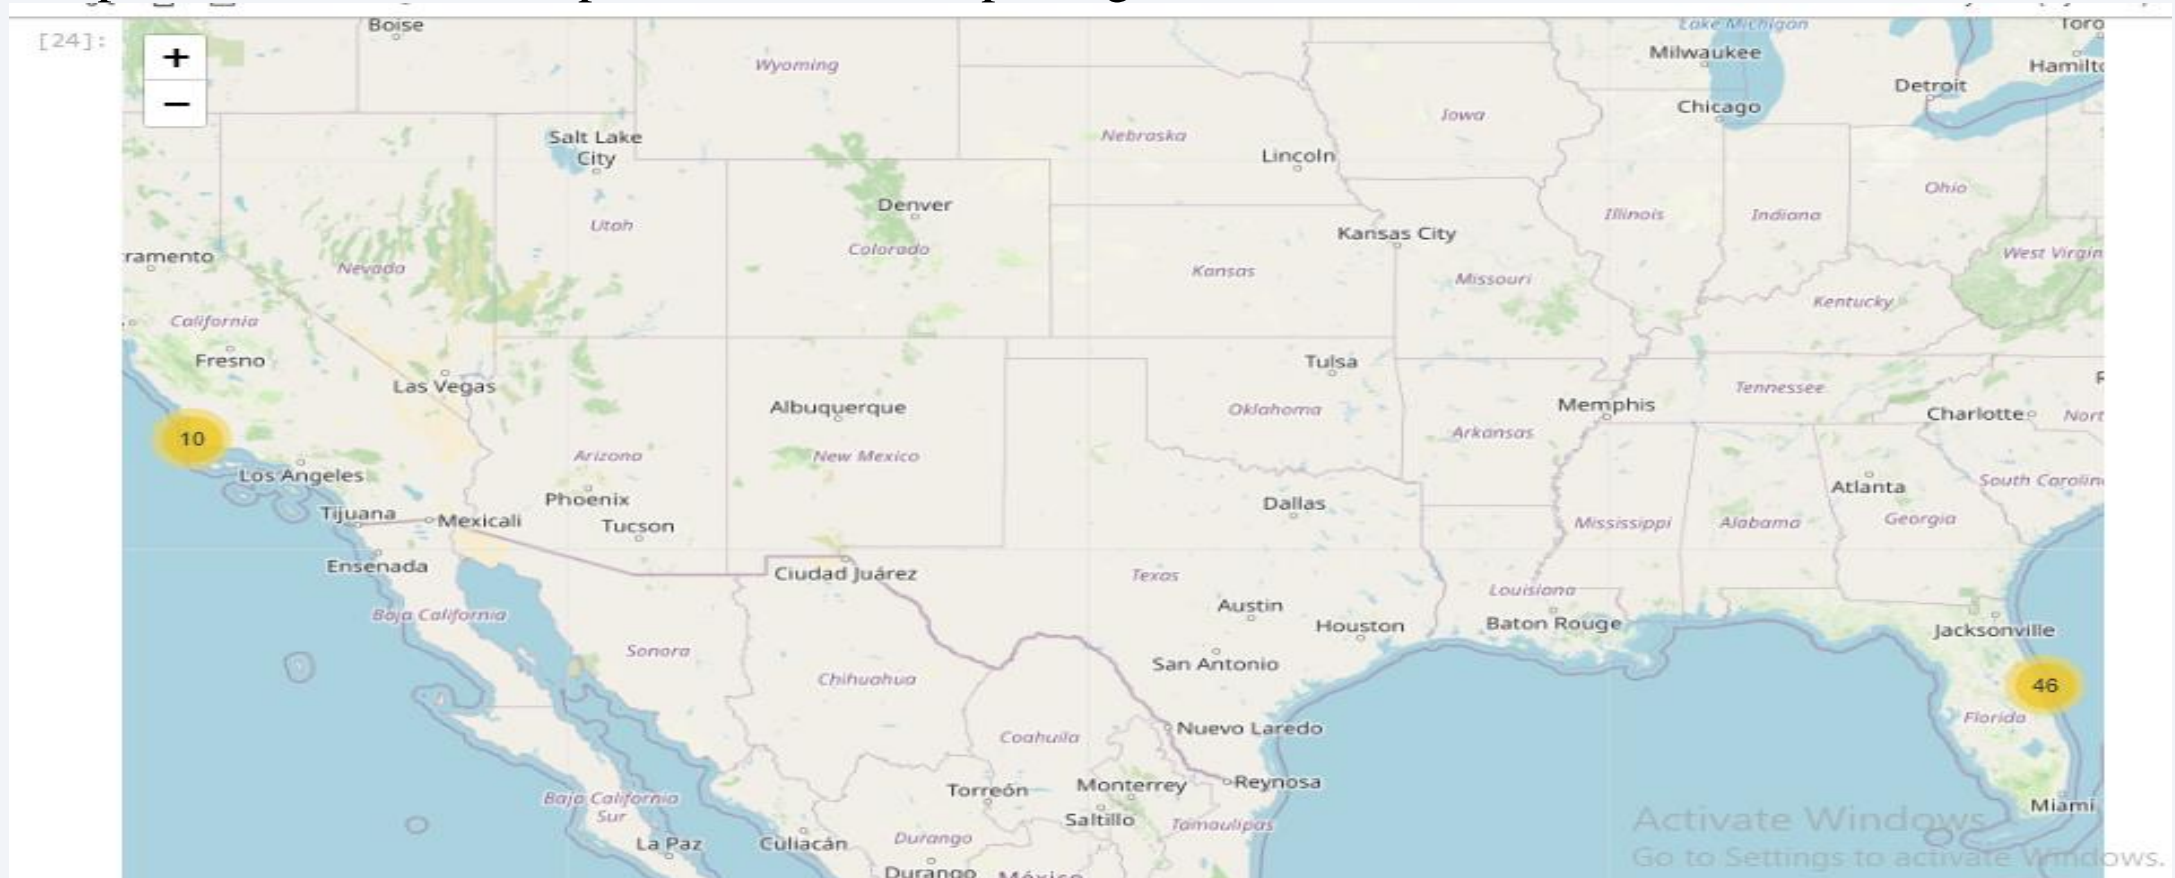 [24]:
+
−
Boise
Wyoming
Lake Michigan
Milwaukee
Hamilt
Detroit
Chicago
Iowa
Nebraska
Salt Lake
City
Lincoln
Ohio
Denver
Illinois
Indiana
Utah
Kansas City
Colorado
West Virgin
ramento
Nevada
Kansas
Missouri
Kentucky
California
Fresno
Tulsa
Las Vegas
Tennessee
Albuquerque
Oklahoma
Memphis
Charlotte
Nort
10
Arkansas
Arizona
New Mexico
Los Angeles
South Carolin
Atlanta
Phoenix
Dallas
Tijuana
Mexicali
Tucson
Mississippi
Alabama
Georgia
Ensenada
Ciudad Juárez
Texas
Louisiana
Baja California
Austin
Houston
Baton Rouge
Jacksonville
Sonora
San Antonio
Chihuahua
46
Florida
Nuevo Laredo
Coahuila
Reynosa
Torreón
Monterrey
Baja California
Sur
Miami
Saltillo
Tamaulipas
Activate Windows
La Paz
Culiacán
Durango
Go to Settings to activate Windows.
Durango
México